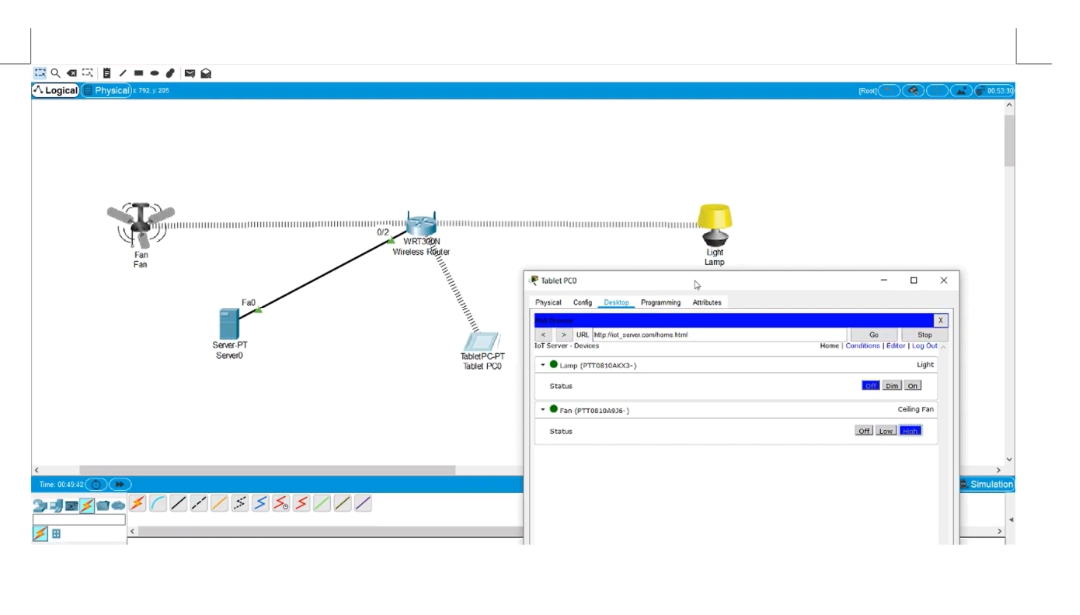 Logical Physical x: 792, y: 205 [Root] 00:53:30
Fan
Fan
0/2
WRT300N
Wireless Router
Light
Lamp
Fa0
Server-PT
Server0
TabletPC-PT
Tablet PC0
Tablet PC0
Physical Config Desktop Programming Attributes
X
< > URL http://iot_server.com/home.html Go Stop
IoT Server - Devices Home | Conditions | Editor | Log Out
Lamp (PTT0810AKX3-) Light
Status Off Dim On
Fan (PTT0810A9J6-) Ceiling Fan
Status Off Low High
Time: 00:49:42 Simulation